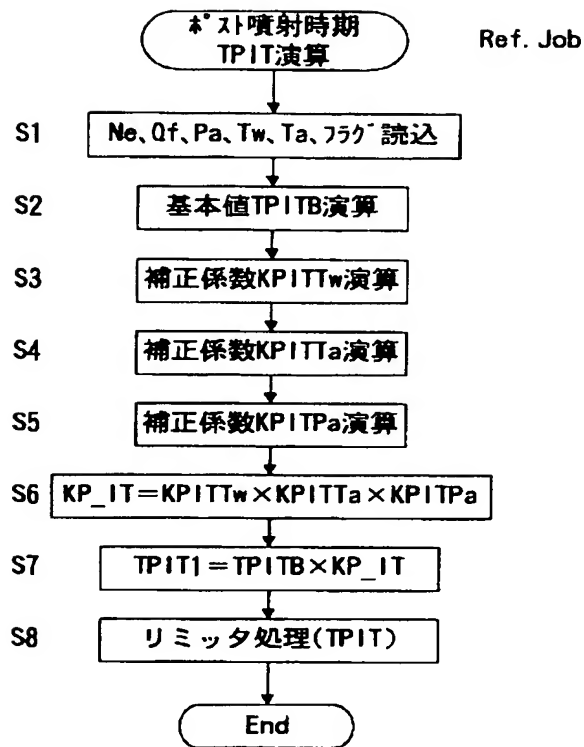 ﾎﾟｽﾄ噴射時期
TPIT演算
Ref. Job
S1 Ne、Qf、Pa、Tw、Ta、ﾌﾗｸﾞ読込
S2 基本値TPITB演算
S3 補正係数KPITTw演算
S4 補正係数KPITTa演算
S5 補正係数KPITPa演算
S6 KP_IT=KPITTw×KPITTa×KPITPa
S7 TPIT1=TPITB×KP_IT
S8 リミッタ処理(TPIT)
End